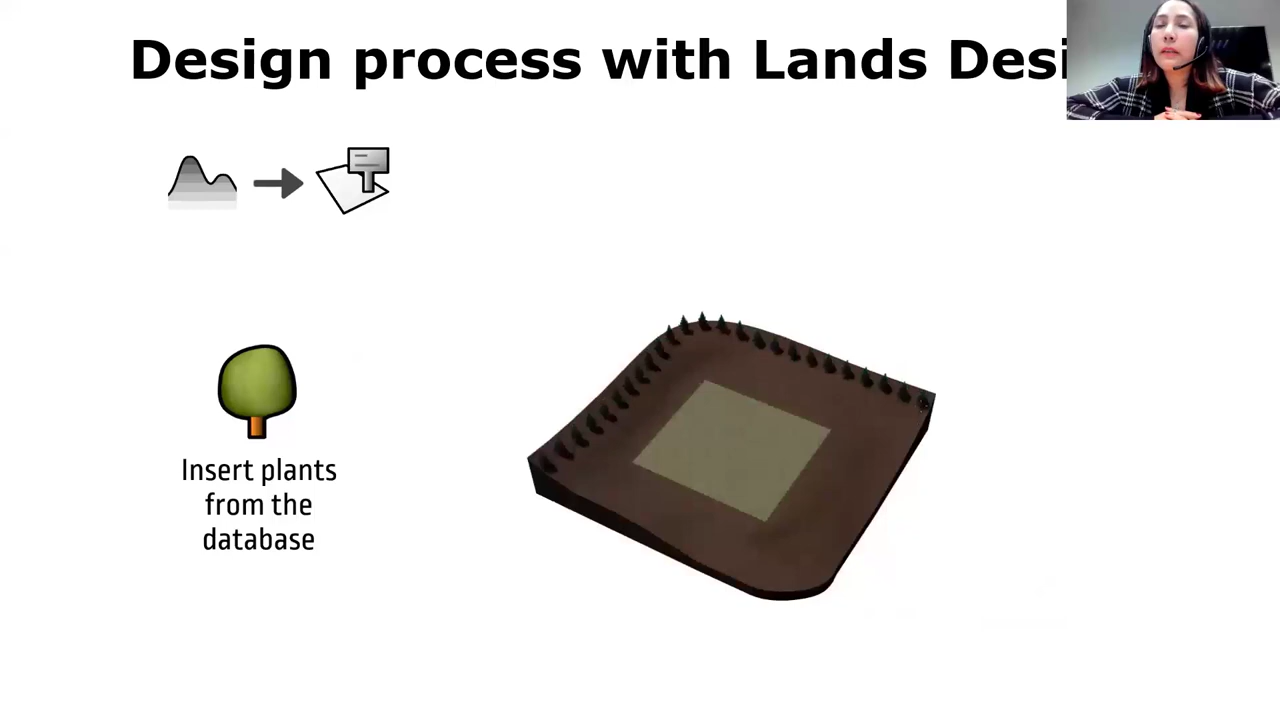 Design process with Lands Desi
Insert plants
from the
database